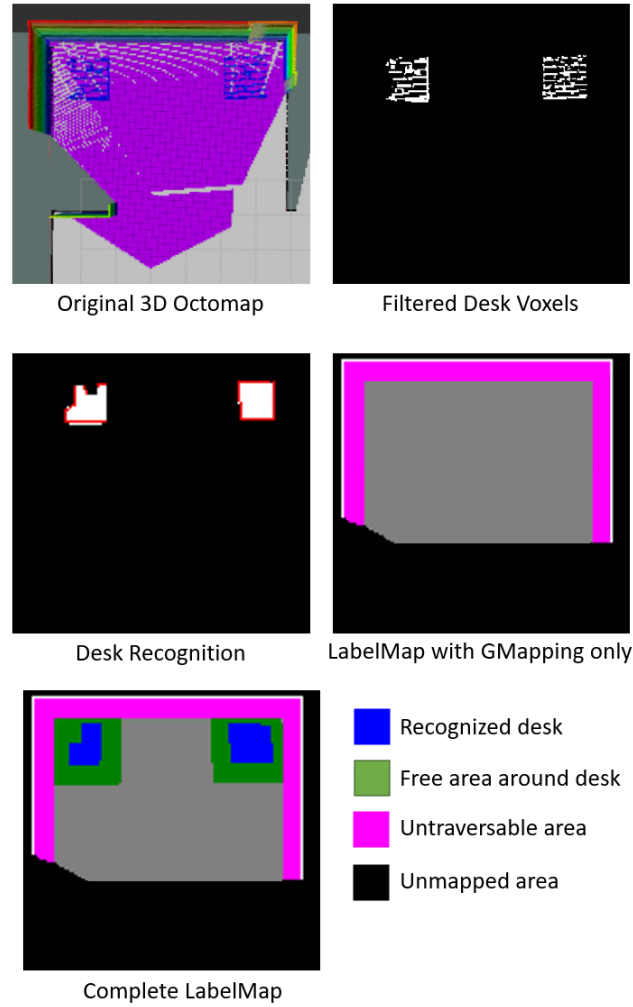 Original 3D Octomap
Filtered Desk Voxels
Desk Recognition
LabelMap with GMapping only
Recognized desk
Free area around desk
Untraversable area
Unmapped area
Complete LabelMap